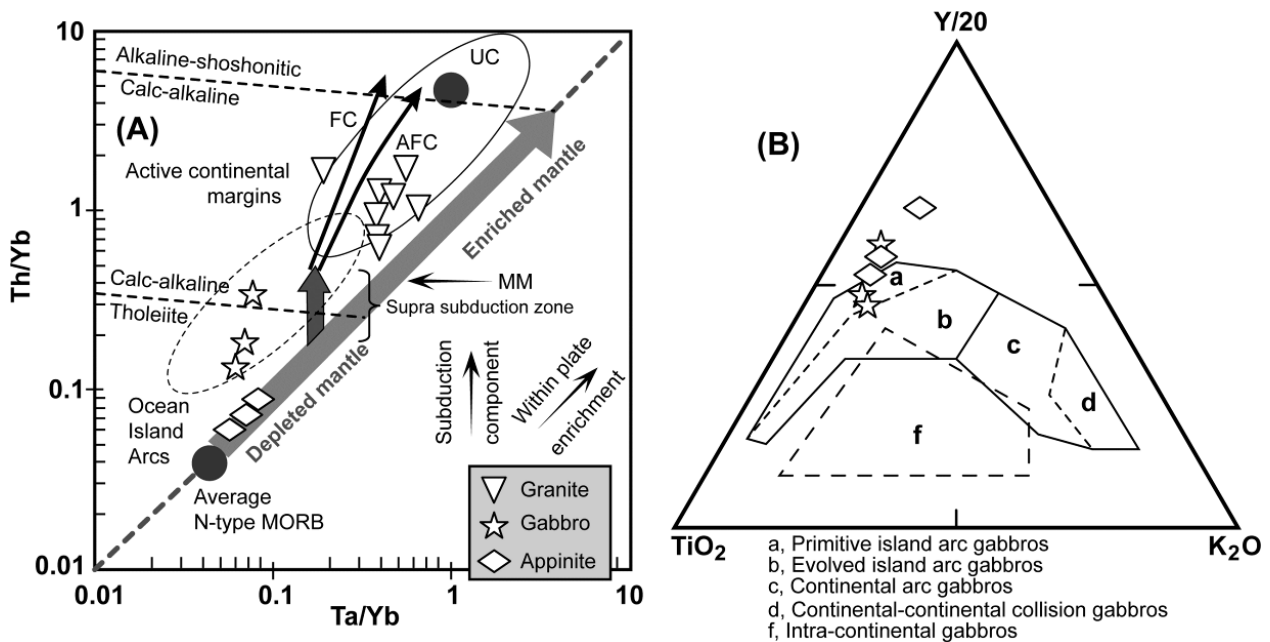 10
Alkaline-shoshonitic
Calc-alkaline
UC
(A)
FC
AFC
Active continental
margins
1
Th/Yb
Enriched mantle
Calc-alkaline
Tholeiite
MM
Supra subduction zone
0.1
Ocean
Island
Arcs
Depleted mantle
Subduction
component
Within plate
enrichment
Average
N-type MORB
Granite
Gabbro
Appinite
0.01
0.01
0.1
1
10
Ta/Yb
Y/20
(B)
a
b
c
d
f
TiO₂
K₂O
a, Primitive island arc gabbros
b, Evolved island arc gabbros
c, Continental arc gabbros
d, Continental-continental collision gabbros
f, Intra-continental gabbros